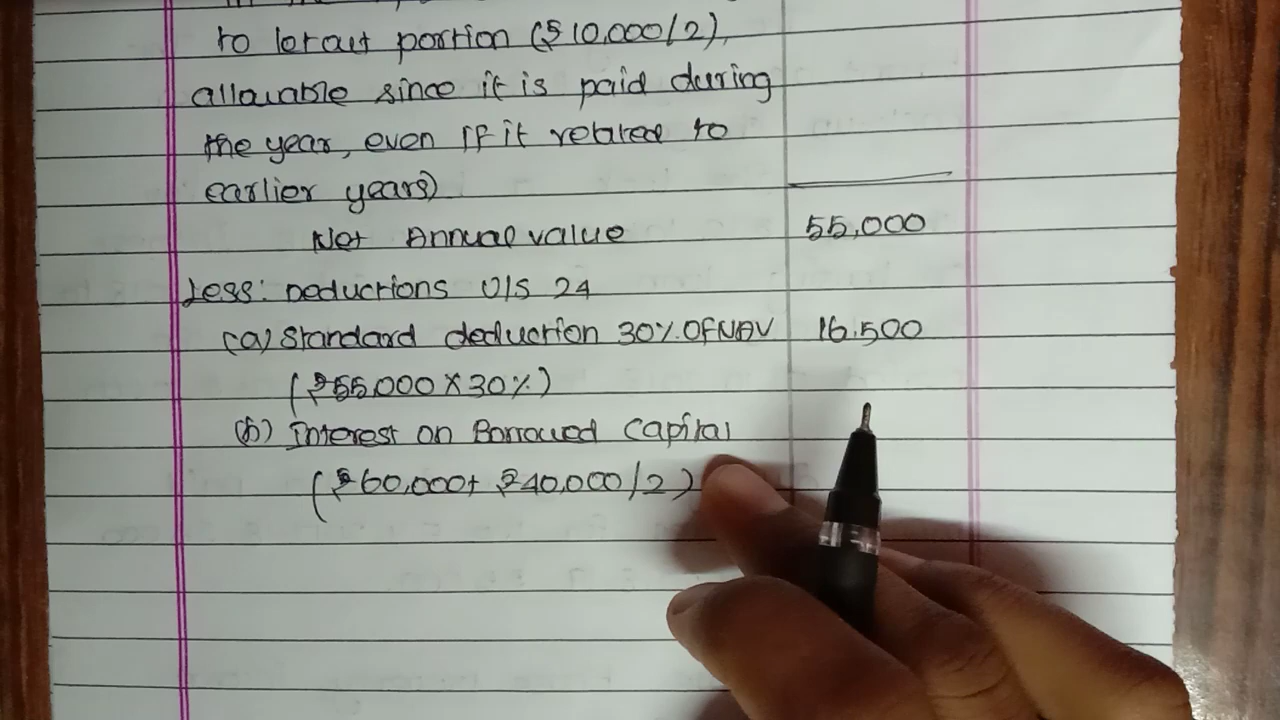 to letout portion (₹10,000/2),
allowable since it is paid during
the year, even if it related to
earlier years)
Net Annual value 55,000
Less: Deductions U/S 24
(a) Standard deduction 30% OF NAV 16,500
(₹55,000 X 30%)
(b) Interest on Borrowed Capital
(₹60,000+ ₹40,000/2)